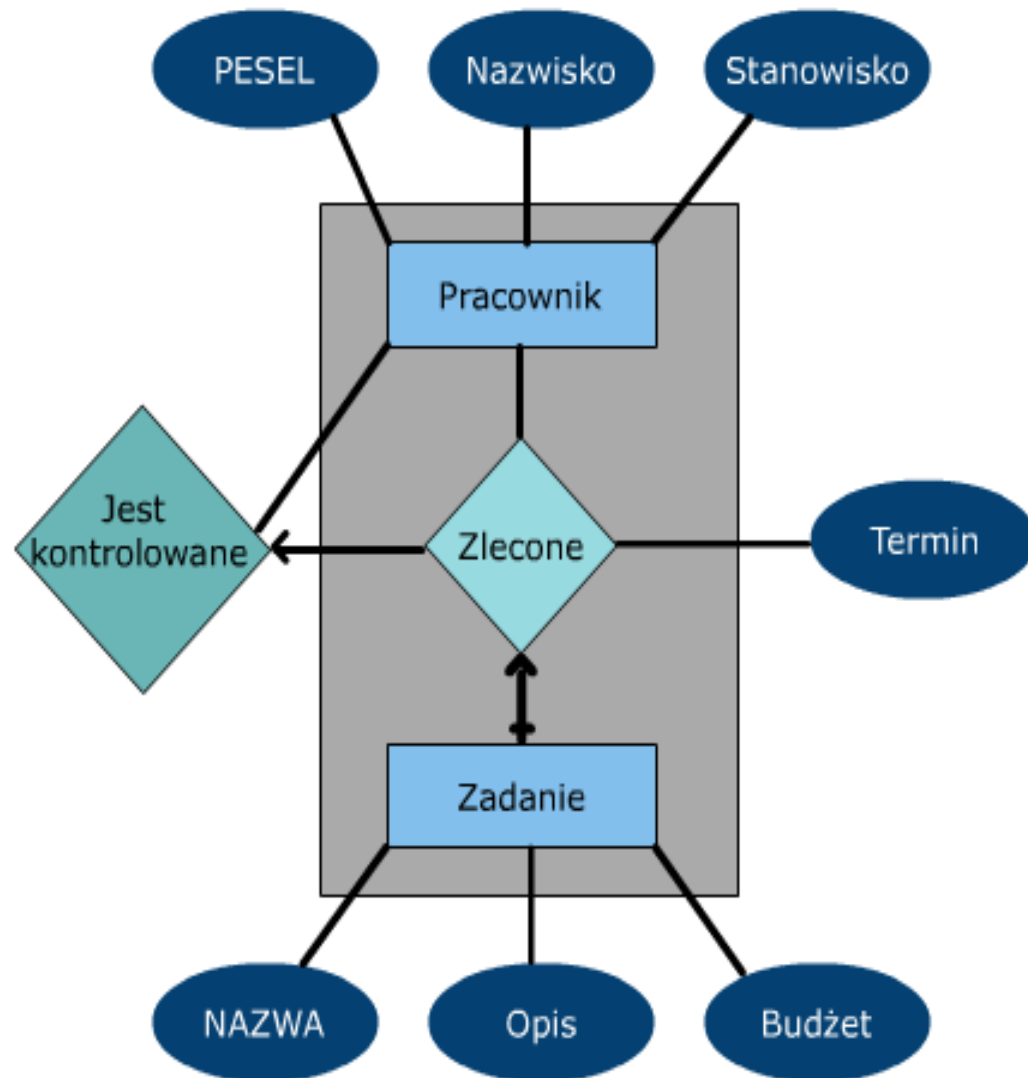 PESEL
Nazwisko
Stanowisko
Pracownik
Jest
kontrolowane
Zlecone
Termin
Zadanie
NAZWA
Opis
Budżet